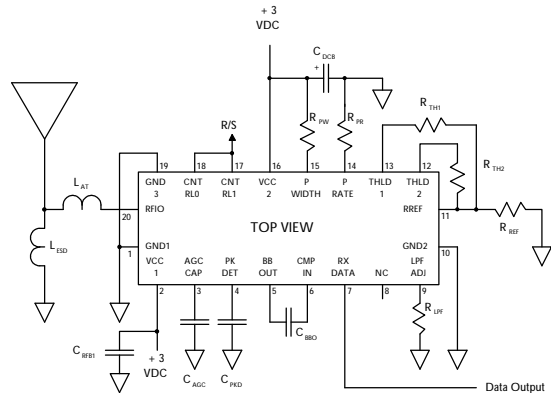 + 3
VDC
C DCB
+
R PW
R PR
R TH1
R/S
19
18
17
16
15
14
13
12
L AT
GND
3
CNT
RL0
CNT
RL1
VCC
2
P
WIDTH
P
RATE
THLD
1
THLD
2
R TH2
20
RFIO
TOP VIEW
RREF
11
R REF
L ESD
1
GND1
GND2
10
VCC
1
AGC
CAP
PK
DET
BB
OUT
CMP
IN
RX
DATA
NC
LPF
ADJ
2
3
4
5
6
7
8
9
C RFB1
+ 3
VDC
C AGC
C PKD
C BBO
R LPF
Data Output